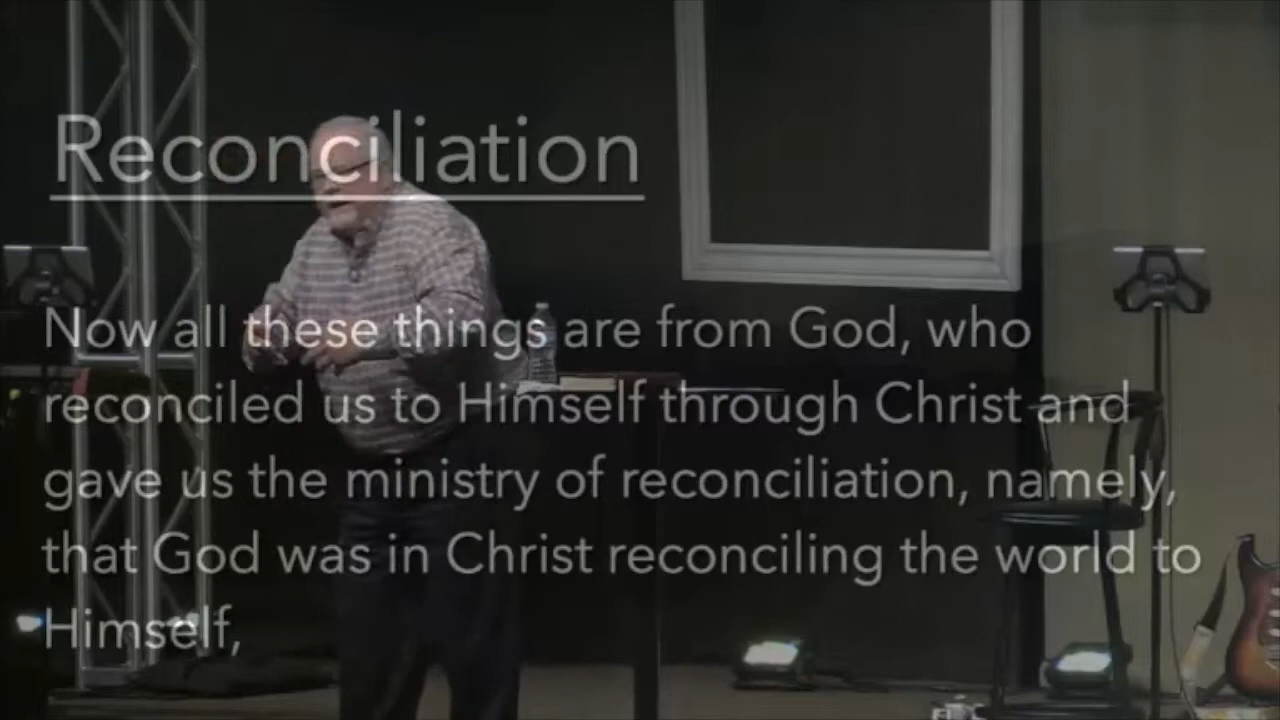 Reconciliation
Now all these things are from God, who
reconciled us to Himself through Christ and
gave us the ministry of reconciliation, namely,
that God was in Christ reconciling the world to
Himself,